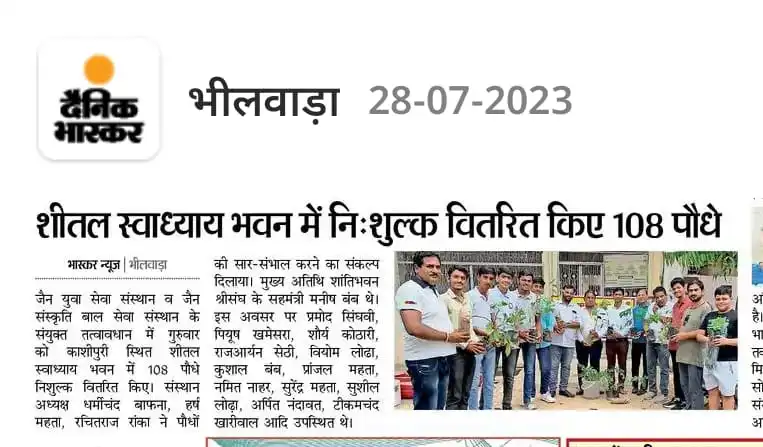 दैनिक
भास्कर
भीलवाड़ा 28-07-2023
शीतल स्वाध्याय भवन में निःशुल्क वितरित किए 108 पौधे
भास्कर न्यूज | भीलवाड़ा
जैन युवा सेवा संस्थान व जैन
संस्कृति बाल सेवा संस्थान के
संयुक्त तत्वावधान में गुरुवार
को काशीपुरी स्थित शीतल
स्वाध्याय भवन में 108 पौधे
निशुल्क वितरित किए। संस्थान
अध्यक्ष धर्मीचंद बाफना, हर्ष
महता, रचितराज रांका ने पौधों
की सार-संभाल करने का संकल्प
दिलाया। मुख्य अतिथि शांतिभवन
श्रीसंघ के सहमंत्री मनीष बंब थे।
इस अवसर पर प्रमोद सिंघवी,
पियूष खमेसरा, शौर्य कोठारी,
राजआर्यन सेठी, वियोम लोढा,
कुशाल बंब, प्रांजल महता,
नमित नाहर, सुरेंद्र महता, सुशील
लोढ़ा, अर्पित नंदावत, टीकमचंद
खारीवाल आदि उपस्थित थे।